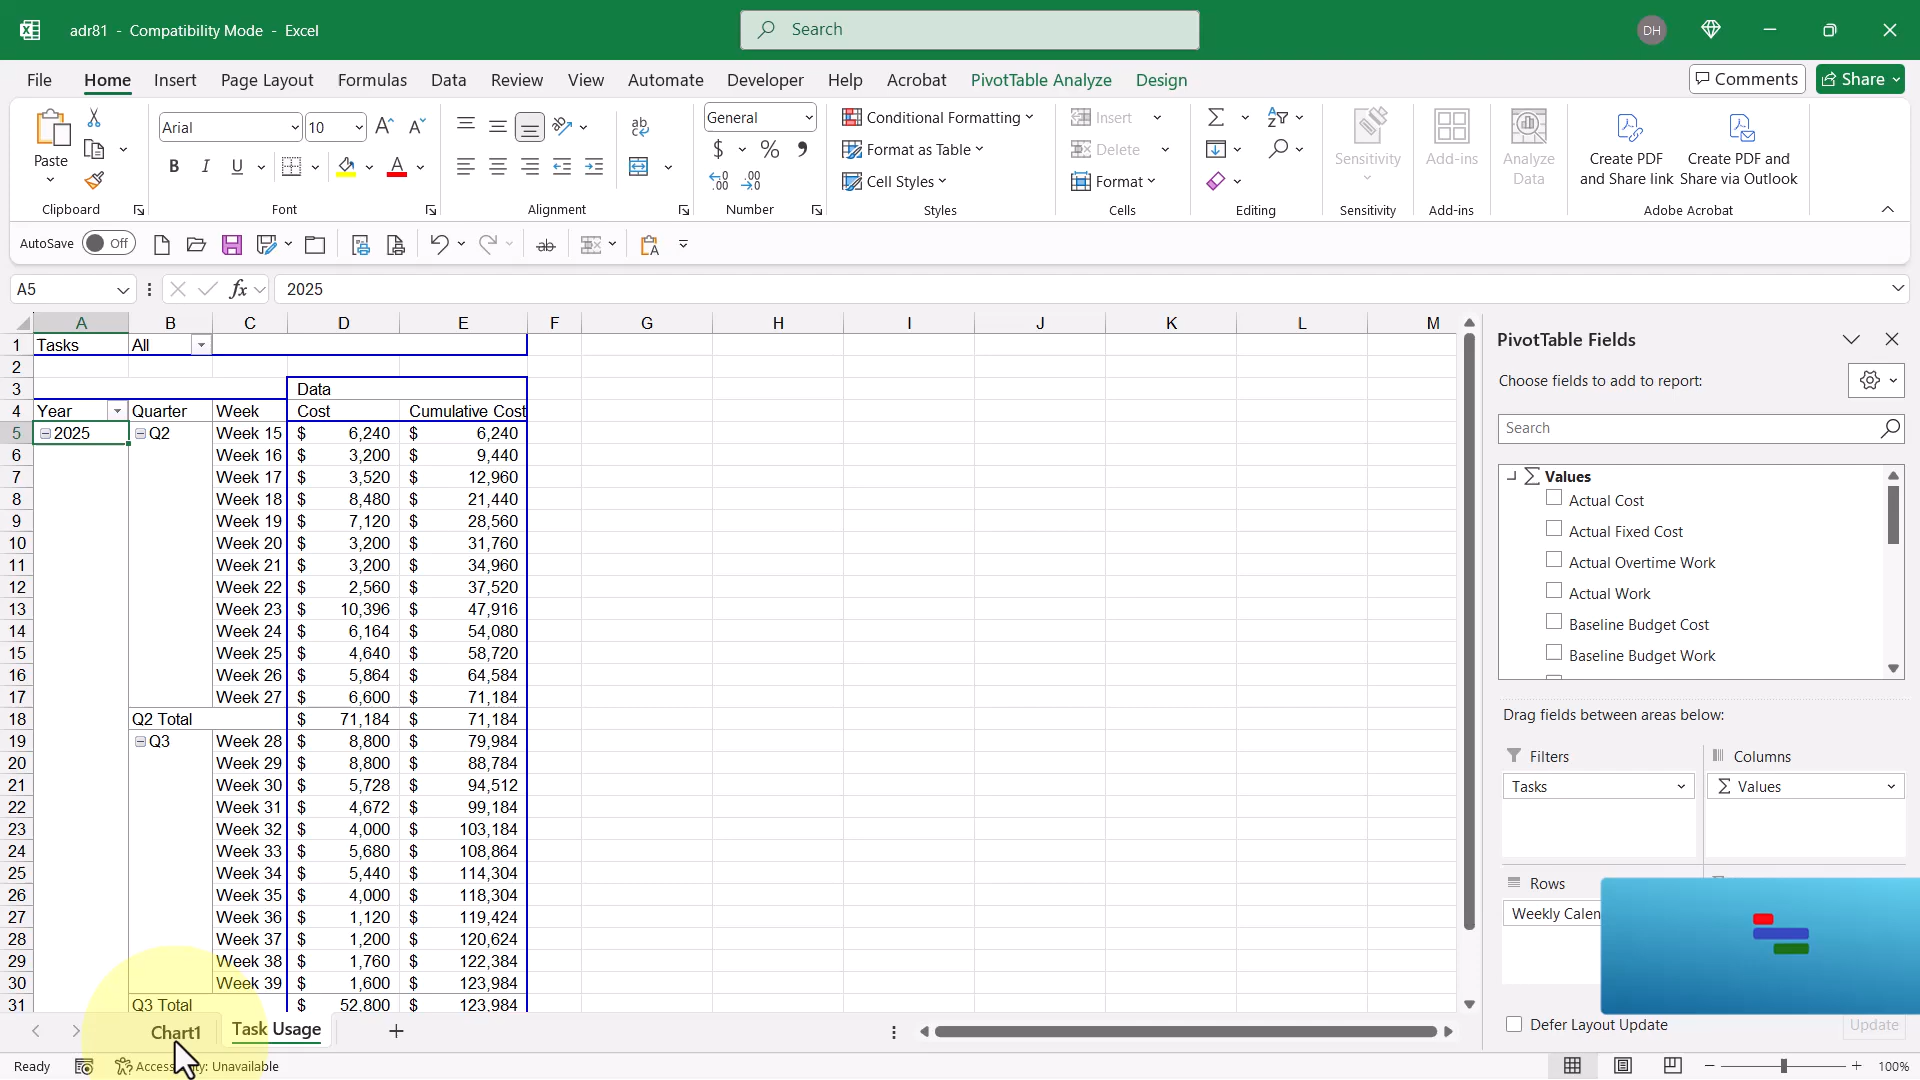 adr81 - Compatibility Mode - Excel
Search
DH
File Home Insert Page Layout Formulas Data Review View Automate Developer Help Acrobat PivotTable Analyze Design
Comments Share
Paste
Arial 10
B I U A
General
$ % 9
Conditional Formatting
Format as Table
Cell Styles
Insert
Delete
Format
Sensitivity
Add-ins
Analyze Data
Create PDF and Share link
Create PDF and Share via Outlook
Clipboard Font Alignment Number Styles Cells Editing Sensitivity Add-ins Adobe Acrobat
AutoSave Off
A5 fx 2025
A B C D E F G H I J K L M
1 Tasks All
2
3 Data
4 Year Quarter Week Cost Cumulative Cost
5 2025 Q2 Week 15 $ 6,240 $ 6,240
6 Week 16 $ 3,200 $ 9,440
7 Week 17 $ 3,520 $ 12,960
8 Week 18 $ 8,480 $ 21,440
9 Week 19 $ 7,120 $ 28,560
10 Week 20 $ 3,200 $ 31,760
11 Week 21 $ 3,200 $ 34,960
12 Week 22 $ 2,560 $ 37,520
13 Week 23 $ 10,396 $ 47,916
14 Week 24 $ 6,164 $ 54,080
15 Week 25 $ 4,640 $ 58,720
16 Week 26 $ 5,864 $ 64,584
17 Week 27 $ 6,600 $ 71,184
18 Q2 Total $ 71,184 $ 71,184
19 Q3 Week 28 $ 8,800 $ 79,984
20 Week 29 $ 8,800 $ 88,784
21 Week 30 $ 5,728 $ 94,512
22 Week 31 $ 4,672 $ 99,184
23 Week 32 $ 4,000 $ 103,184
24 Week 33 $ 5,680 $ 108,864
25 Week 34 $ 5,440 $ 114,304
26 Week 35 $ 4,000 $ 118,304
27 Week 36 $ 1,120 $ 119,424
28 Week 37 $ 1,200 $ 120,624
29 Week 38 $ 1,760 $ 122,384
30 Week 39 $ 1,600 $ 123,984
31 Q3 Total $ 52,800 $ 123,984
PivotTable Fields
Choose fields to add to report:
Search
Σ Values
Actual Cost
Actual Fixed Cost
Actual Overtime Work
Actual Work
Baseline Budget Cost
Baseline Budget Work
Drag fields between areas below:
Filters Columns
Tasks Σ Values
Rows
Weekly Calen
Defer Layout Update Update
Chart1 Task Usage
Ready Unavailable 100%